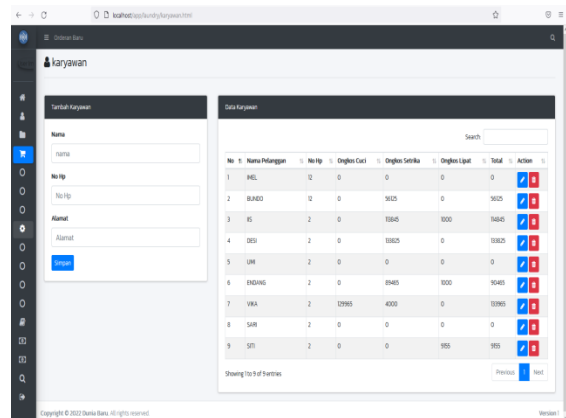 localhost/app/laundry/karyawan.html
Orderan Baru
karyawan
Tambah Karyawan
Nama
nama
No Hp
No Hp
Alamat
Alamat
Simpan
Data Karyawan
Search
No Nama Pelanggan No Hp Ongkos Cuci Ongkos Setrika Ongkos Lipat Total Action
1 IMEL 12 0 0 0 0
2 BUNDO 12 0 56125 0 56125
3 IIS 2 0 113845 1000 114845
4 DESI 2 0 133825 0 133825
5 UMI 2 0 0 0 0
6 ENDANG 2 0 89465 1000 90465
7 VIKA 2 129965 4000 0 133965
8 SARI 2 0 0 0 0
9 SITI 2 0 0 9155 9155
Showing 1 to 9 of 9 entries
Previous 1 Next
Copyright © 2022 Dunia Baru. All rights reserved.
Version 1